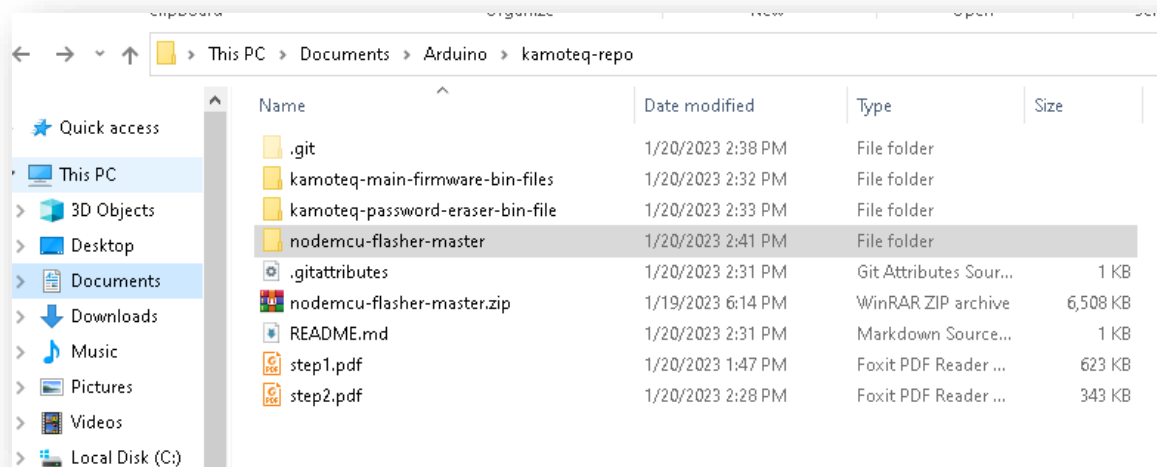 This PC > Documents > Arduino > kamoteq-repo
Name Date modified Type Size
Quick access
This PC
3D Objects
Desktop
Documents
Downloads
Music
Pictures
Videos
Local Disk (C:)
.git 1/20/2023 2:38 PM File folder
kamoteq-main-firmware-bin-files 1/20/2023 2:32 PM File folder
kamoteq-password-eraser-bin-file 1/20/2023 2:33 PM File folder
nodemcu-flasher-master 1/20/2023 2:41 PM File folder
.gitattributes 1/20/2023 2:31 PM Git Attributes Sour... 1 KB
nodemcu-flasher-master.zip 1/19/2023 6:14 PM WinRAR ZIP archive 6,508 KB
README.md 1/20/2023 2:31 PM Markdown Source... 1 KB
step1.pdf 1/20/2023 1:47 PM Foxit PDF Reader ... 623 KB
step2.pdf 1/20/2023 2:28 PM Foxit PDF Reader ... 343 KB